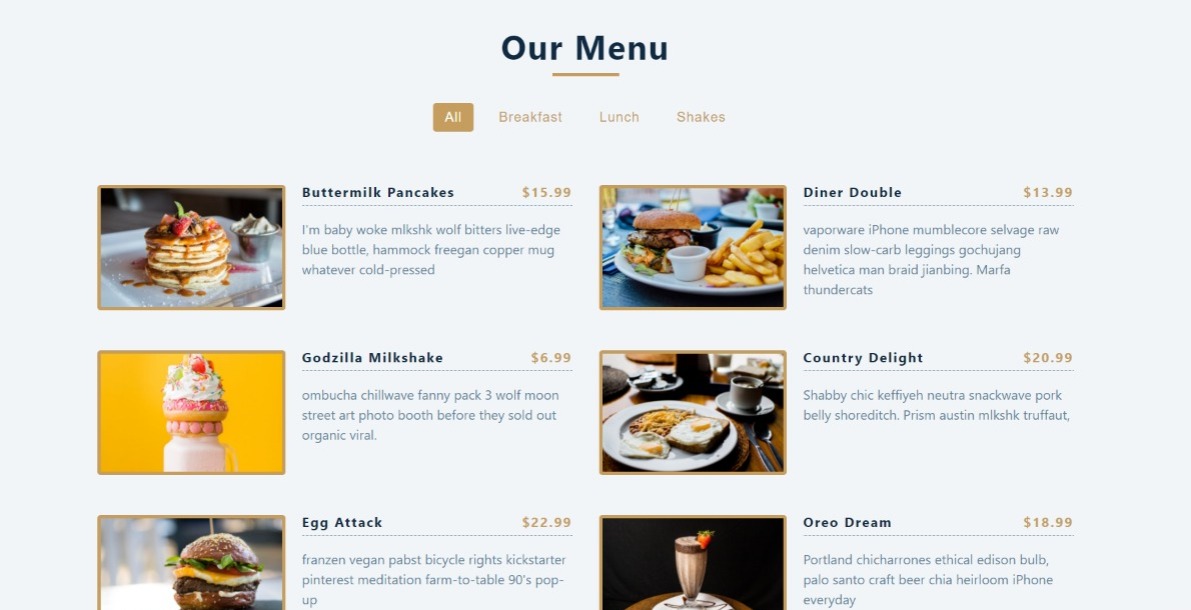 Our Menu
All
Breakfast
Lunch
Shakes
Buttermilk Pancakes $15.99
I'm baby woke mlkshk wolf bitters live-edge
blue bottle, hammock freegan copper mug
whatever cold-pressed
Diner Double $13.99
vaporware iPhone mumblecore selvage raw
denim slow-carb leggings gochujang
helvetica man braid jianbing. Marfa
thundercats
Godzilla Milkshake $6.99
ombucha chillwave fanny pack 3 wolf moon
street art photo booth before they sold out
organic viral.
Country Delight $20.99
Shabby chic keffiyeh neutra snackwave pork
belly shoreditch. Prism austin mlkshk truffaut,
Egg Attack $22.99
franzen vegan pabst bicycle rights kickstarter
pinterest meditation farm-to-table 90's pop-
up
Oreo Dream $18.99
Portland chicharrones ethical edison bulb,
palo santo craft beer chia heirloom iPhone
everyday